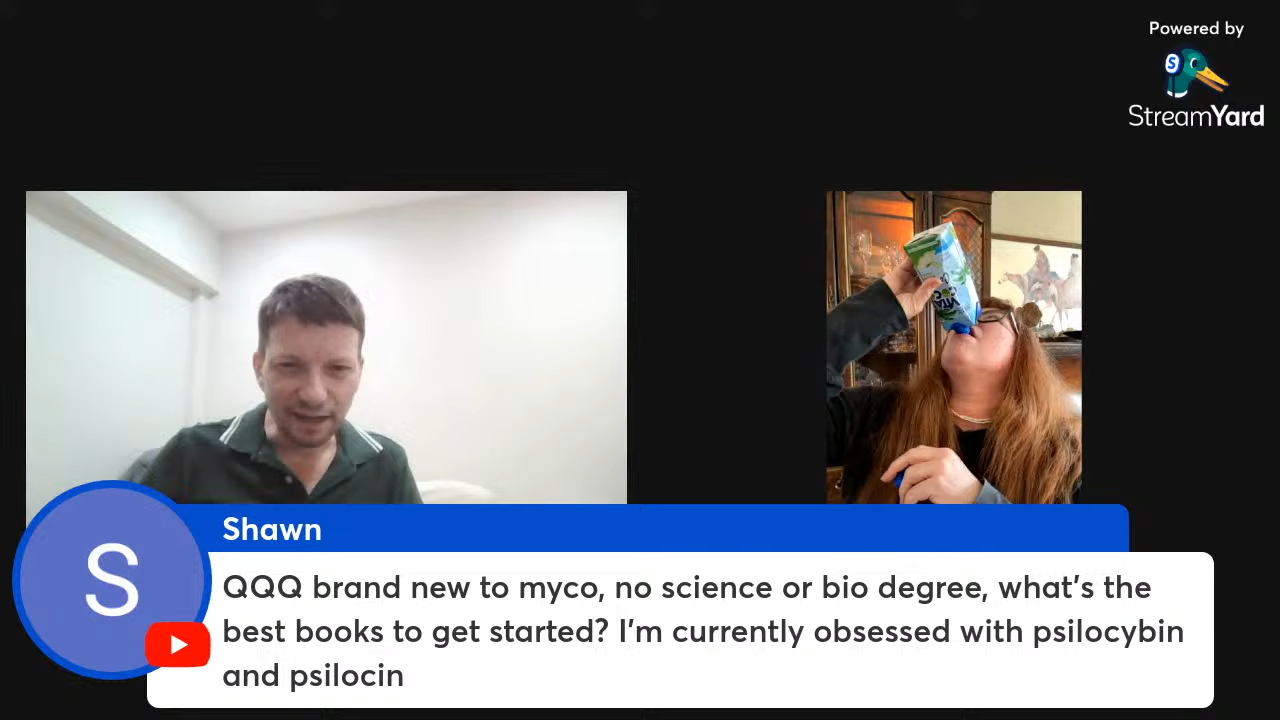 Powered by
S
StreamYard
Shawn
S
QQQ brand new to myco, no science or bio degree, what's the
best books to get started? I'm currently obsessed with psilocybin
and psilocin